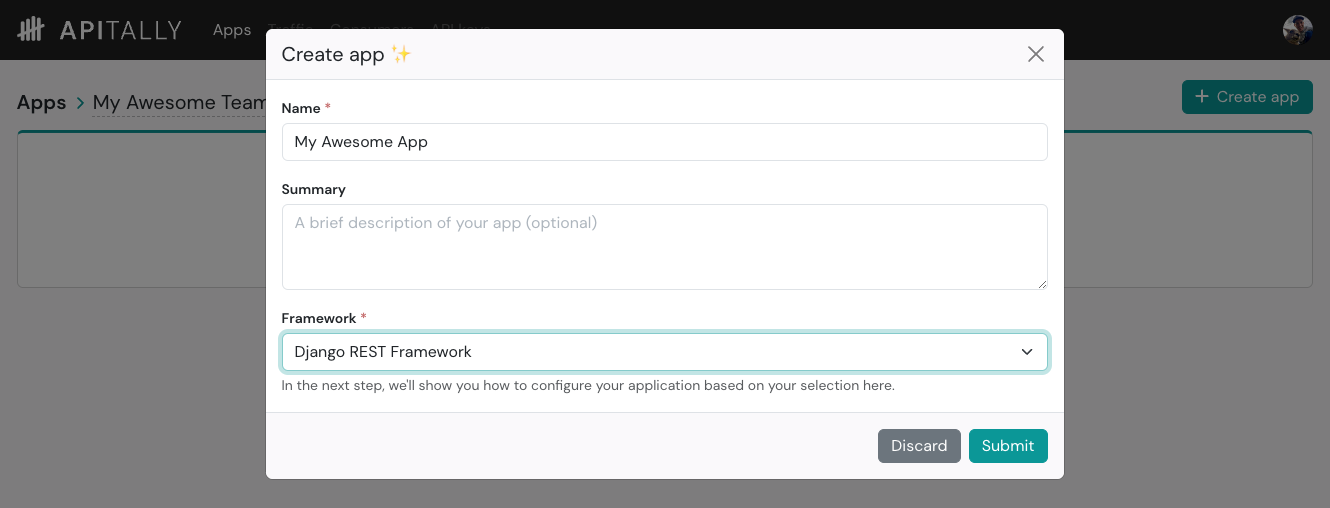 APITALLY Apps Traffic Consumers API keys
Create app ✨
Apps > My Awesome Team
+ Create app
Name *
My Awesome App
Summary
A brief description of your app (optional)
Framework *
Django REST Framework
In the next step, we'll show you how to configure your application based on your selection here.
Discard Submit